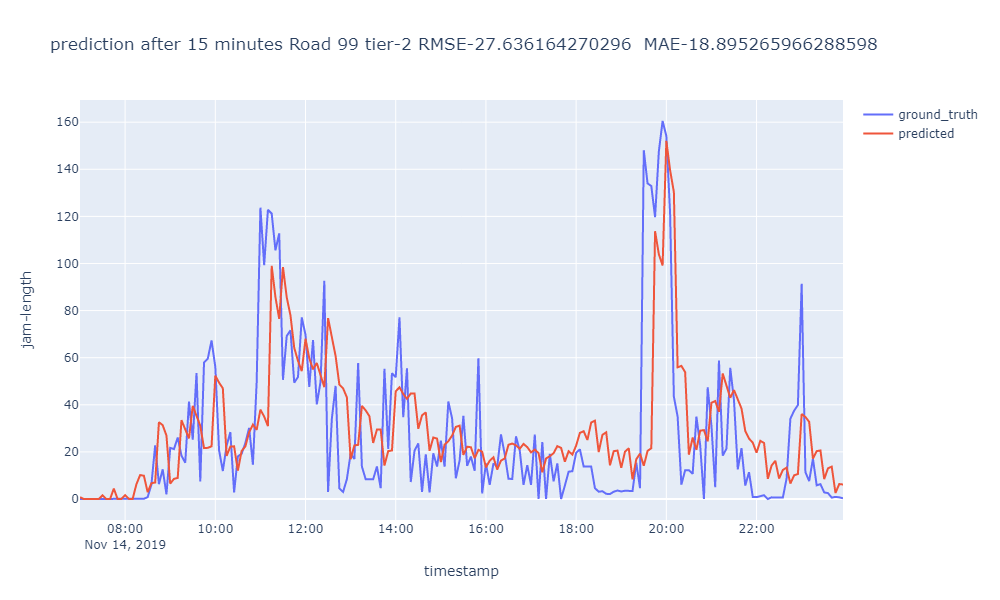 prediction after 15 minutes Road 99 tier-2 RMSE-27.636164270296  MAE-18.895265966288598
ground_truth
predicted
160
140
120
100
80
60
40
20
0
jam-length
08:00 10:00 12:00 14:00 16:00 18:00 20:00 22:00
Nov 14, 2019
timestamp